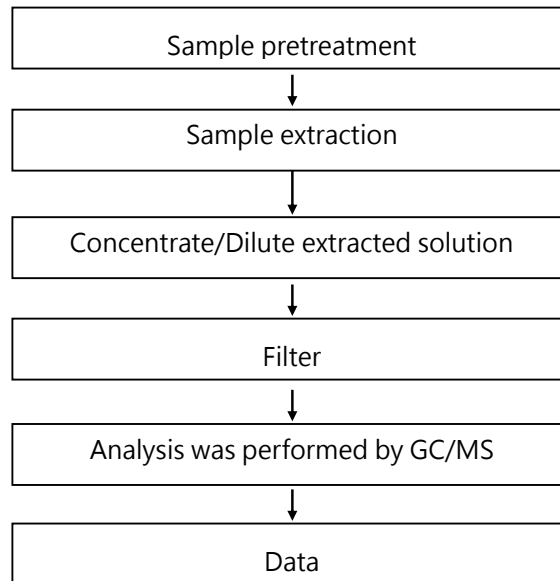 Sample pretreatment
Sample extraction
Concentrate/Dilute extracted solution
Filter
Analysis was performed by GC/MS
Data